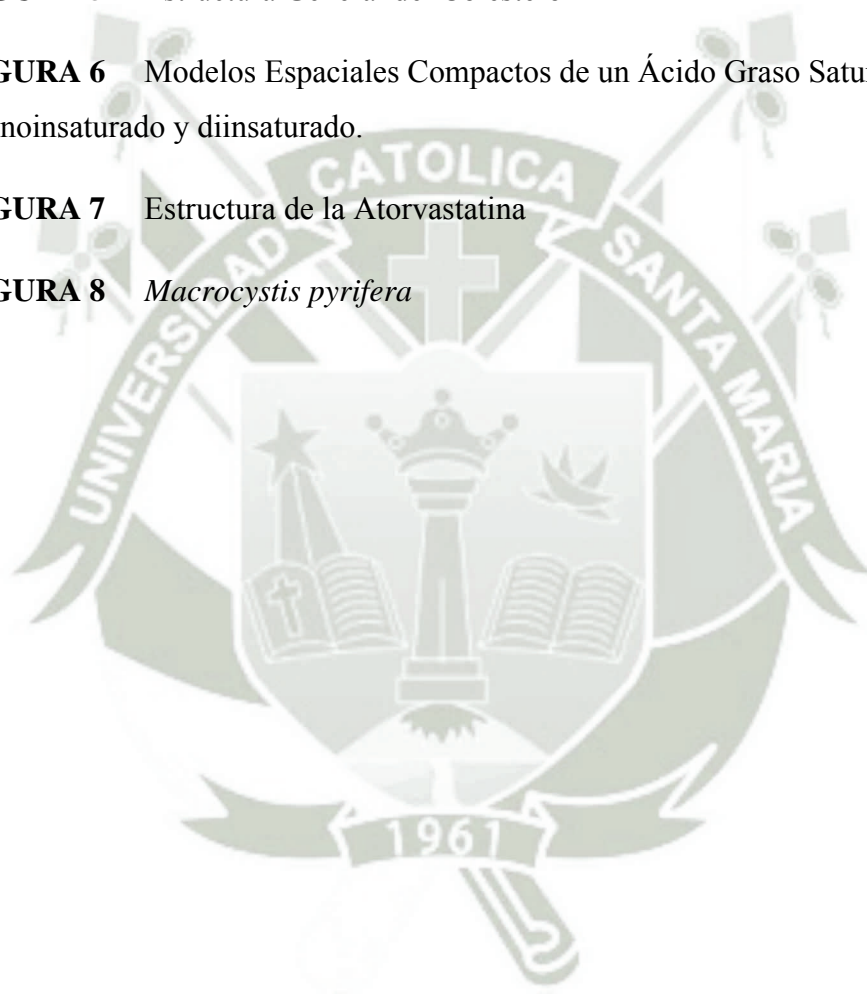 GURA 6 Modelos Espaciales Compactos de un Ácido Graso Satu
noinsaturado y diinsaturado.
GURA 7 Estructura de la Atorvastatina
GURA 8 Macrocystis pyrifera
UNIVERSIDAD CATOLICA SANTA MARIA
1961